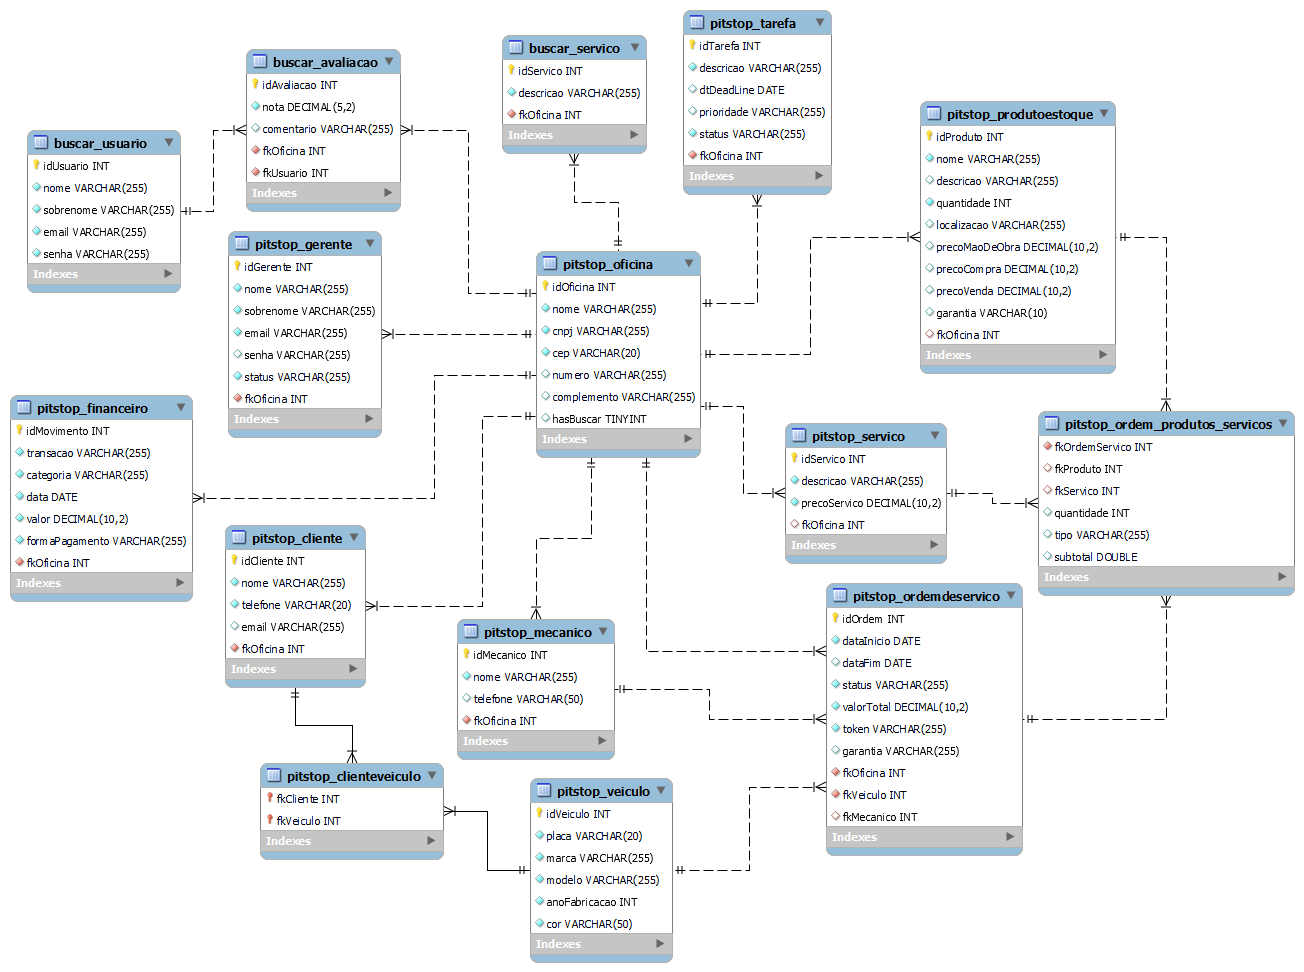 pitstop_tarefa
idTarefa INT
descricao VARCHAR(255)
dtDeadLine DATE
prioridade VARCHAR(255)
status VARCHAR(255)
fkOficina INT
Indexes
buscar_servico
idServico INT
descricao VARCHAR(255)
fkOficina INT
Indexes
buscar_avaliacao
idAvaliacao INT
nota DECIMAL(5,2)
comentario VARCHAR(255)
fkOficina INT
fkUsuario INT
Indexes
buscar_usuario
idUsuario INT
nome VARCHAR(255)
sobrenome VARCHAR(255)
email VARCHAR(255)
senha VARCHAR(255)
Indexes
pitstop_produtoestoque
idProduto INT
nome VARCHAR(255)
descricao VARCHAR(255)
quantidade INT
localizacao VARCHAR(255)
precoMaoDeObra DECIMAL(10,2)
precoCompra DECIMAL(10,2)
precoVenda DECIMAL(10,2)
garantia VARCHAR(10)
fkOficina INT
Indexes
pitstop_gerente
idGerente INT
nome VARCHAR(255)
sobrenome VARCHAR(255)
email VARCHAR(255)
senha VARCHAR(255)
status VARCHAR(255)
fkOficina INT
Indexes
pitstop_oficina
idOficina INT
nome VARCHAR(255)
cnpj VARCHAR(255)
cep VARCHAR(20)
numero VARCHAR(255)
complemento VARCHAR(255)
hasBuscar TINYINT
Indexes
pitstop_financeiro
idMovimento INT
transacao VARCHAR(255)
categoria VARCHAR(255)
data DATE
valor DECIMAL(10,2)
formaPagamento VARCHAR(255)
fkOficina INT
Indexes
pitstop_servico
idServico INT
descricao VARCHAR(255)
precoServico DECIMAL(10,2)
fkOficina INT
Indexes
pitstop_ordem_produtos_servicos
fkOrdemServico INT
fkProduto INT
fkServico INT
quantidade INT
tipo VARCHAR(255)
subtotal DOUBLE
Indexes
pitstop_cliente
idCliente INT
nome VARCHAR(255)
telefone VARCHAR(20)
email VARCHAR(255)
fkOficina INT
Indexes
pitstop_mecanico
idMecanico INT
nome VARCHAR(255)
telefone VARCHAR(50)
fkOficina INT
Indexes
pitstop_ordemdeservico
idOrdem INT
dataInicio DATE
dataFim DATE
status VARCHAR(255)
valorTotal DECIMAL(10,2)
token VARCHAR(255)
garantia VARCHAR(255)
fkOficina INT
fkVeiculo INT
fkMecanico INT
Indexes
pitstop_clienteveiculo
fkCliente INT
fkVeiculo INT
Indexes
pitstop_veiculo
idVeiculo INT
placa VARCHAR(20)
marca VARCHAR(255)
modelo VARCHAR(255)
anoFabricacao INT
cor VARCHAR(50)
Indexes